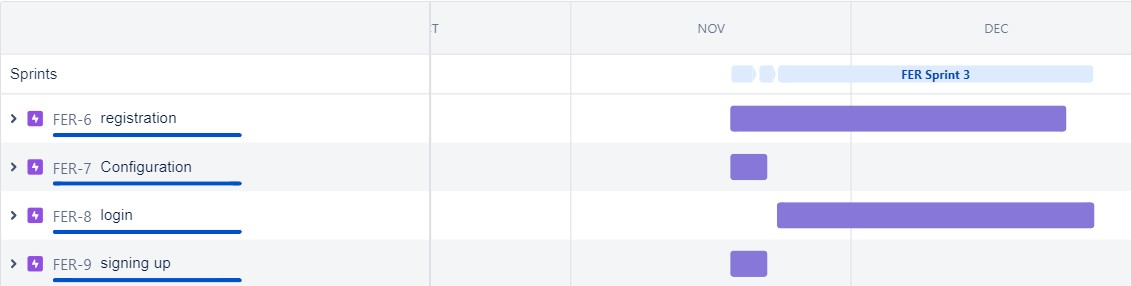 T NOV DEC
Sprints FER Sprint 3
FER-6 registration
FER-7 Configuration
FER-8 login
FER-9 signing up